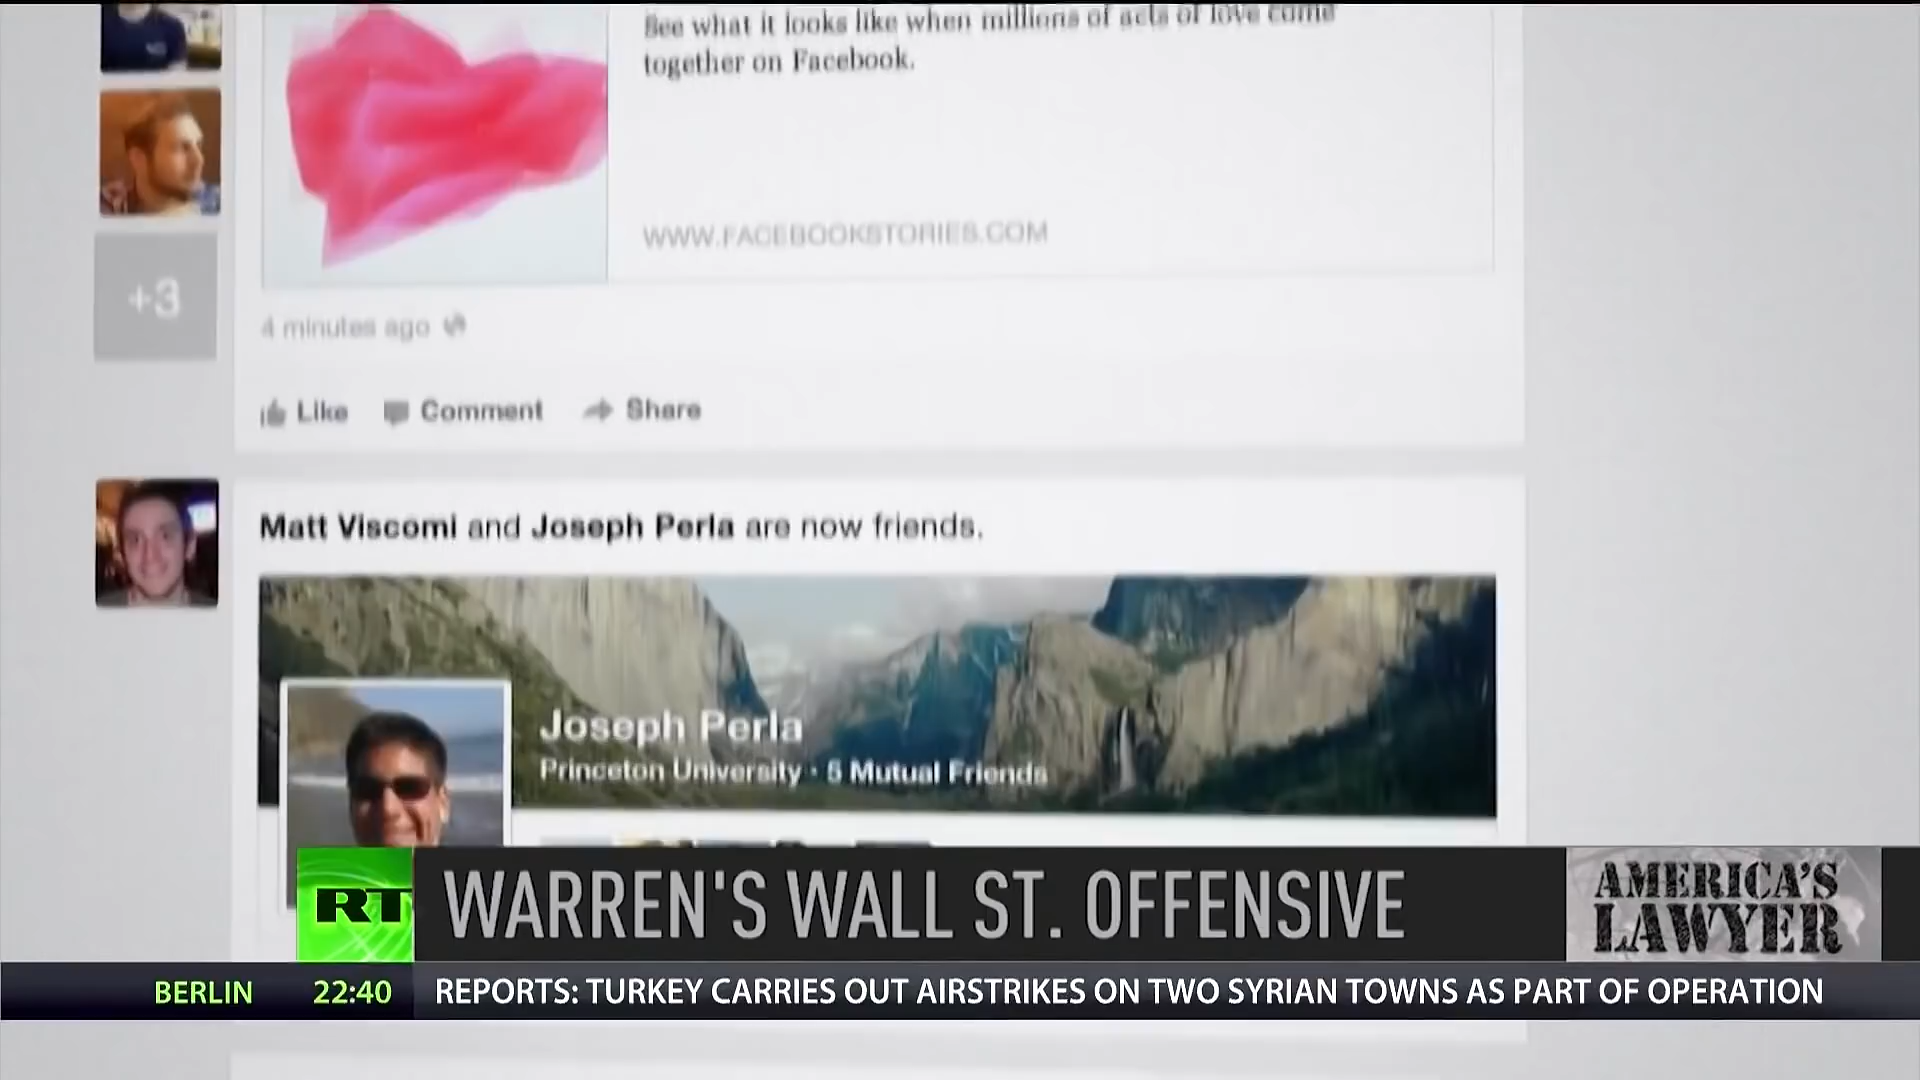 See what it looks like when millions of acts of love come
together on Facebook.
WWW.FACEBOOKSTORIES.COM
+3
4 minutes ago
Like Comment Share
Matt Viscomi and Joseph Perla are now friends.
Joseph Perla
Princeton University · 5 Mutual Friends
RT WARREN'S WALL ST. OFFENSIVE
AMERICA'S
LAWYER
BERLIN 22:40 REPORTS: TURKEY CARRIES OUT AIRSTRIKES ON TWO SYRIAN TOWNS AS PART OF OPERATION